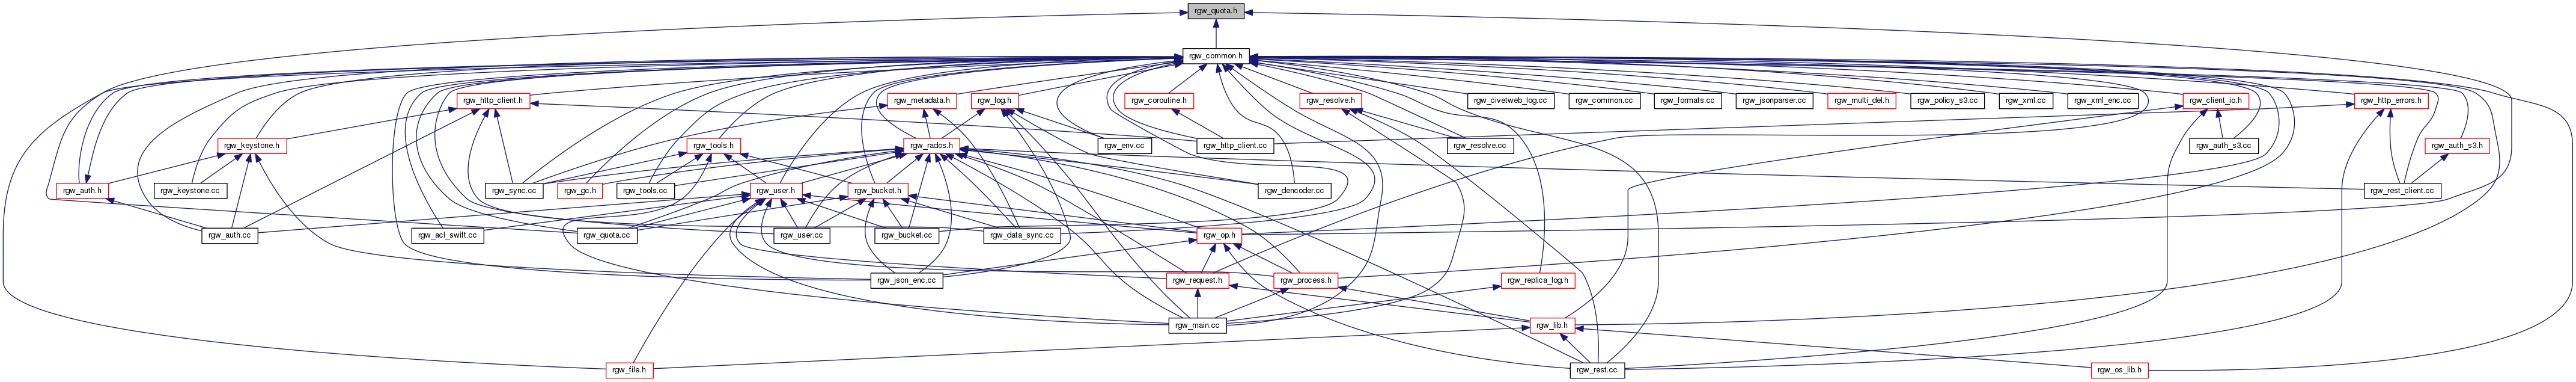 rgw_quota.h
rgw_common.h
rgw_http_client.h
rgw_metadata.h
rgw_log.h
rgw_coroutine.h
rgw_resolve.h
rgw_civetweb_log.cc
rgw_common.cc
rgw_formats.cc
rgw_jsonparser.cc
rgw_multi_del.h
rgw_policy_s3.cc
rgw_xml.cc
rgw_xml_enc.cc
rgw_client_io.h
rgw_http_errors.h
rgw_keystone.h
rgw_tools.h
rgw_rados.h
rgw_env.cc
rgw_http_client.cc
rgw_resolve.cc
rgw_auth_s3.cc
rgw_auth_s3.h
rgw_auth.h
rgw_keystone.cc
rgw_sync.cc
rgw_gc.h
rgw_tools.cc
rgw_user.h
rgw_bucket.h
rgw_dencoder.cc
rgw_rest_client.cc
rgw_auth.cc
rgw_acl_swift.cc
rgw_quota.cc
rgw_user.cc
rgw_bucket.cc
rgw_data_sync.cc
rgw_op.h
rgw_json_enc.cc
rgw_request.h
rgw_process.h
rgw_replica_log.h
rgw_main.cc
rgw_lib.h
rgw_file.h
rgw_rest.cc
rgw_os_lib.h